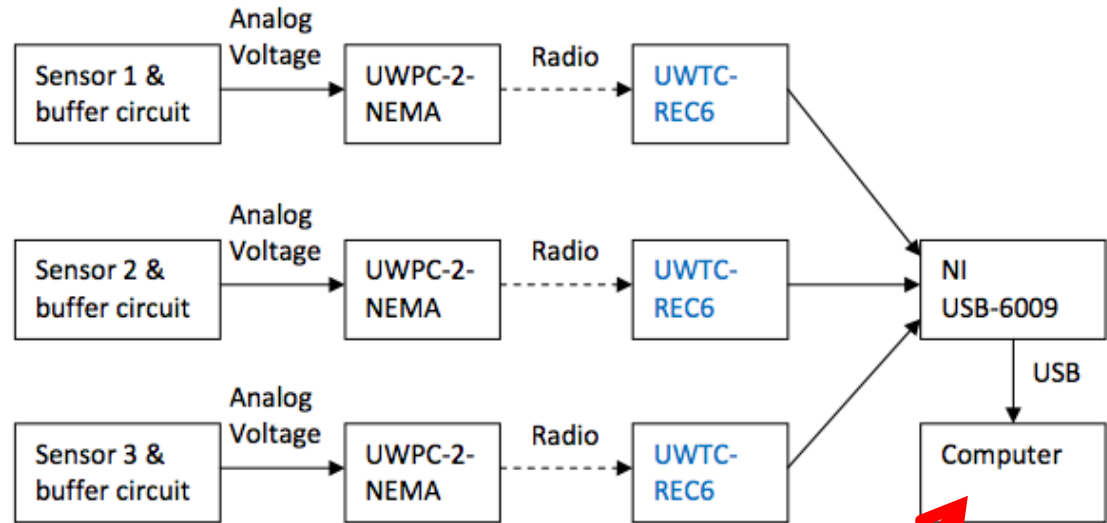 Analog
Voltage
Sensor 1 &
buffer circuit
UWPC-2-
NEMA
Radio
UWTC-
REC6
Analog
Voltage
Sensor 2 &
buffer circuit
UWPC-2-
NEMA
Radio
UWTC-
REC6
NI
USB-6009
USB
Analog
Voltage
Sensor 3 &
buffer circuit
UWPC-2-
NEMA
Radio
UWTC-
REC6
Computer